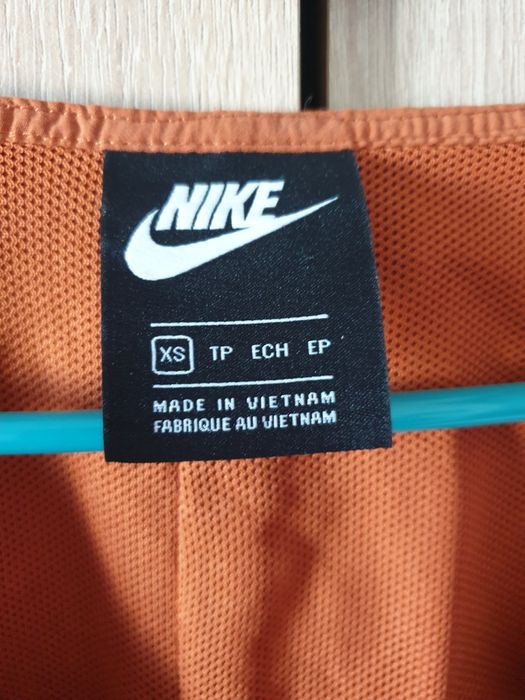 NIKE
XS TP ECH EP
MADE IN VIETNAM
FABRIQUE AU VIETNAM